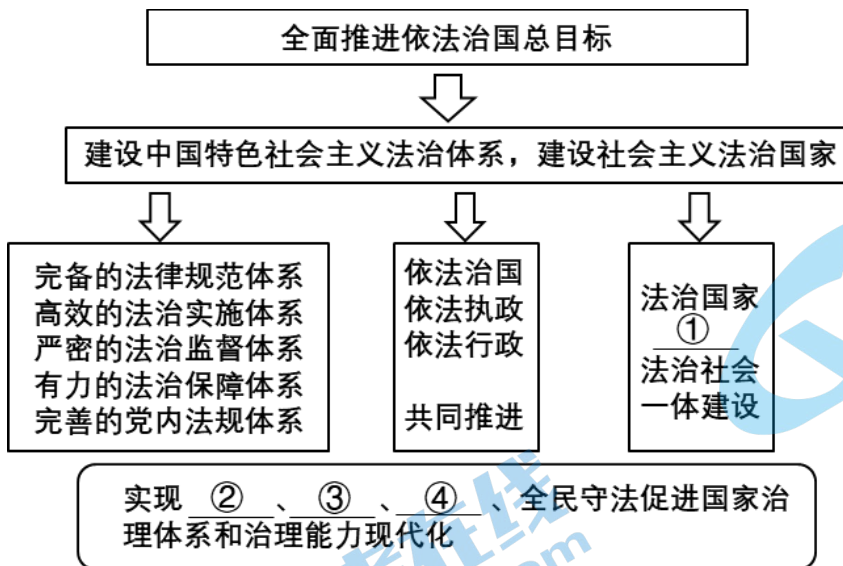 全面推进依法治国总目标
建设中国特色社会主义法治体系，建设社会主义法治国家
完备的法律规范体系
高效的法治实施体系
严密的法治监督体系
有力的法治保障体系
完善的党内法规体系
依法治国
依法执政
依法行政
共同推进
法治国家
①
法治社会
一体建设
实现 ② 、 ③ 、 ④ 、全民守法促进国家治
理体系和治理能力现代化